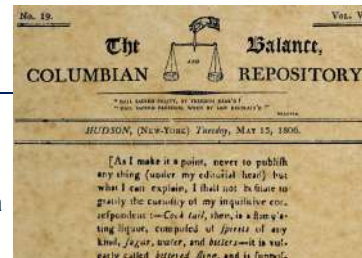 No. 19.
VOL. V
The Balance,
AND
COLUMBIAN REPOSITORY
HUDSON, (NEW-YORK) Tuesday, MAY 13, 1806.
[As I make it a point, never to publish
any thing (under my editorial head) but
what I can explain, I shall not hesitate to
gratify the curiosity of my inquisitive cor-
respondent :—Cock tail, then, is a stimula-
ting liquor, composed of spirits of any
kind, sugar, water, and bitters—it is vul-
garly called bittered sling, and is suppos-